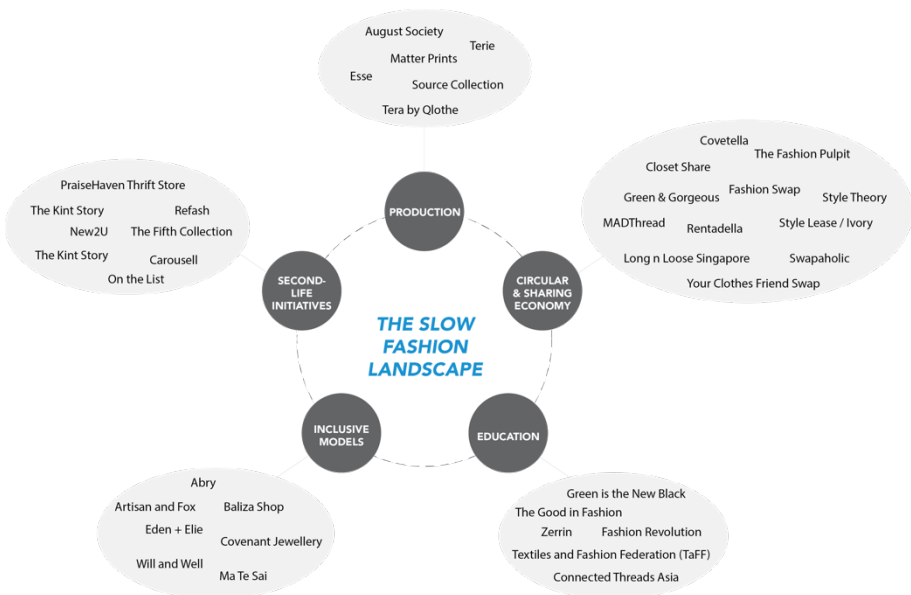 August Society
Terie
Matter Prints
Esse
Source Collection
Tera by Qlothe
PRODUCTION
Covetella
The Fashion Pulpit
Closet Share
Fashion Swap
Green & Gorgeous
Style Theory
MADThread
Rentadella
Style Lease / Ivory
Long n Loose Singapore
Swapaholic
Your Clothes Friend Swap
CIRCULAR
& SHARING
ECONOMY
PraiseHaven Thrift Store
The Kint Story
Refash
New2U
The Fifth Collection
The Kint Story
Carousell
On the List
SECOND-
LIFE
INITIATIVES
THE SLOW
FASHION
LANDSCAPE
INCLUSIVE
MODELS
EDUCATION
Abry
Artisan and Fox
Baliza Shop
Eden + Elie
Covenant Jewellery
Will and Well
Ma Te Sai
Green is the New Black
The Good in Fashion
Zerrin
Fashion Revolution
Textiles and Fashion Federation (TaFF)
Connected Threads Asia